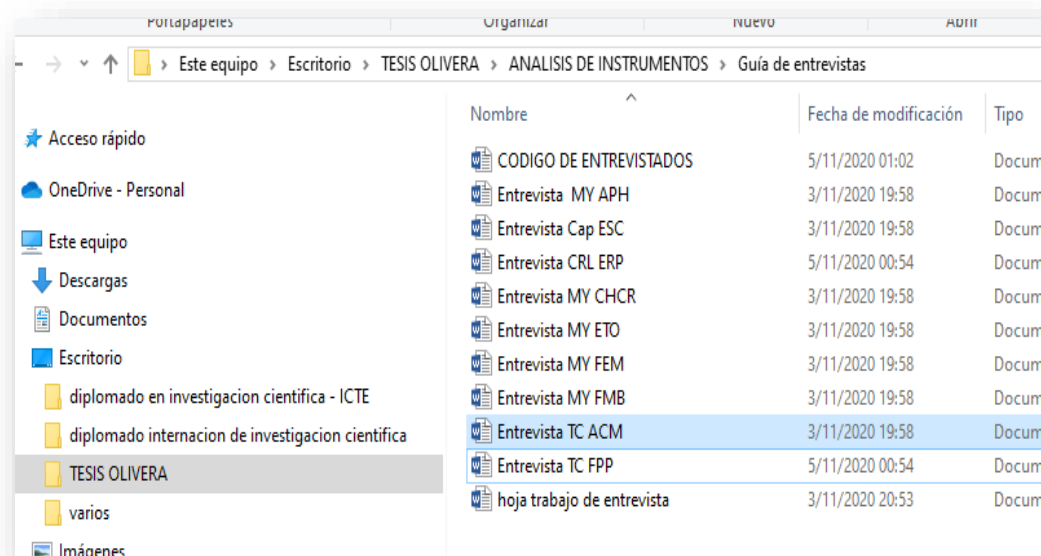 Portapapeles Organizar Nuevo Abrir
Este equipo > Escritorio > TESIS OLIVERA > ANALISIS DE INSTRUMENTOS > Guía de entrevistas
Nombre Fecha de modificación Tipo
Acceso rápido
OneDrive - Personal
Este equipo
Descargas
Documentos
Escritorio
diplomado en investigacion cientifica - ICTE
diplomado internacion de investigacion cientifica
TESIS OLIVERA
varios
Imágenes
CODIGO DE ENTREVISTADOS 5/11/2020 01:02 Docum
Entrevista MY APH 3/11/2020 19:58 Docum
Entrevista Cap ESC 3/11/2020 19:58 Docum
Entrevista CRL ERP 5/11/2020 00:54 Docum
Entrevista MY CHCR 3/11/2020 19:58 Docum
Entrevista MY ETO 3/11/2020 19:58 Docum
Entrevista MY FEM 3/11/2020 19:58 Docum
Entrevista MY FMB 3/11/2020 19:58 Docum
Entrevista TC ACM 3/11/2020 19:58 Docum
Entrevista TC FPP 5/11/2020 00:54 Docum
hoja trabajo de entrevista 3/11/2020 20:53 Docum